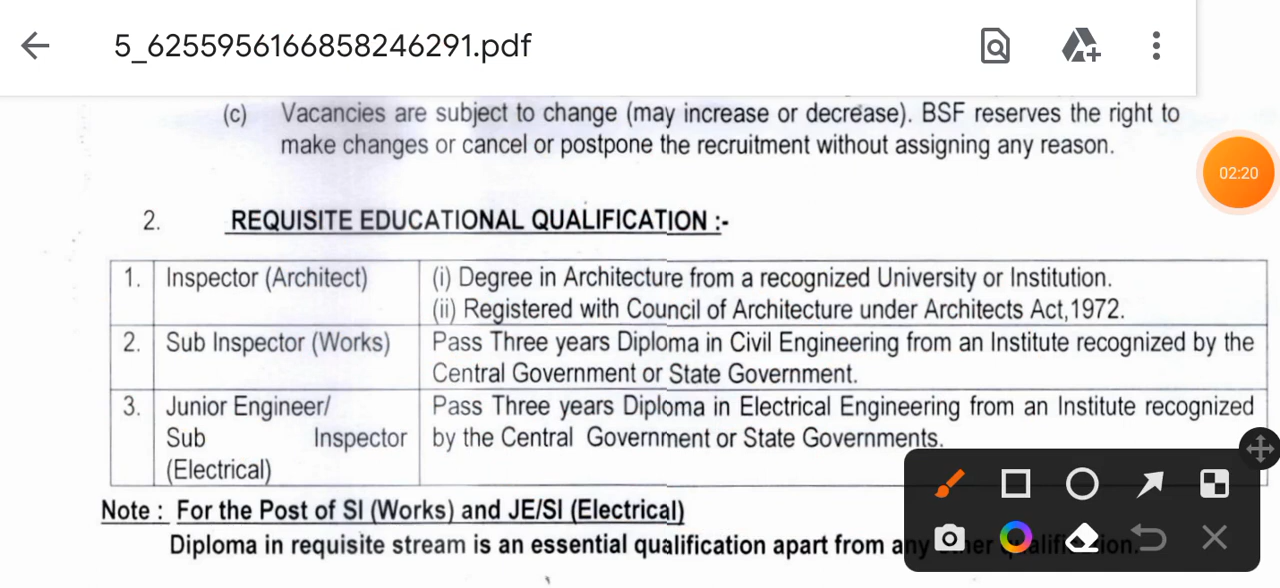 5_6255956166858246291.pdf
(c) Vacancies are subject to change (may increase or decrease). BSF reserves the right to
make changes or cancel or postpone the recruitment without assigning any reason.
02:20
2. REQUISITE EDUCATIONAL QUALIFICATION :-
1. Inspector (Architect) (i) Degree in Architecture from a recognized University or Institution.
(ii) Registered with Council of Architecture under Architects Act,1972.
2. Sub Inspector (Works) Pass Three years Diploma in Civil Engineering from an Institute recognized by the
Central Government or State Government.
3. Junior Engineer/ Pass Three years Diploma in Electrical Engineering from an Institute recognized
Sub Inspector by the Central Government or State Governments.
(Electrical)
Note : For the Post of SI (Works) and JE/SI (Electrical)
Diploma in requisite stream is an essential qualification apart from any